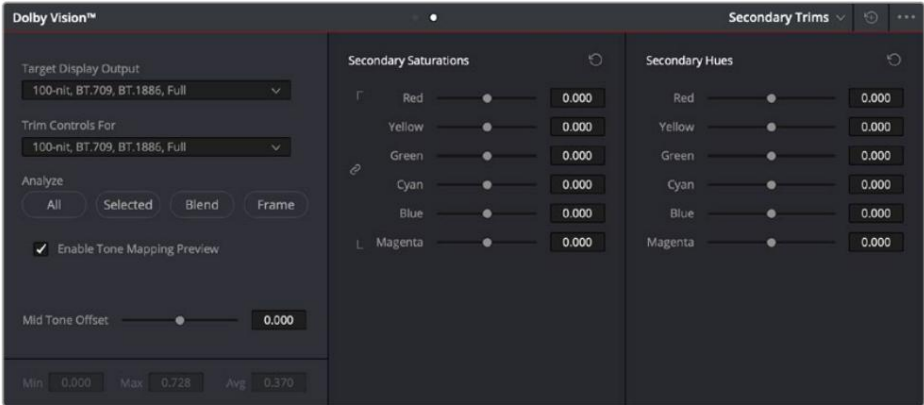 Dolby Vision™
Secondary Trims
Target Display Output
100-nit, BT.709, BT.1886, Full
Trim Controls For
100-nit, BT.709, BT.1886, Full
Analyze
All Selected Blend Frame
Enable Tone Mapping Preview
Mid Tone Offset 0.000
Min 0.000 Max 0.728 Avg 0.370
Secondary Saturations
Red 0.000
Yellow 0.000
Green 0.000
Cyan 0.000
Blue 0.000
Magenta 0.000
Secondary Hues
Red 0.000
Yellow 0.000
Green 0.000
Cyan 0.000
Blue 0.000
Magenta 0.000